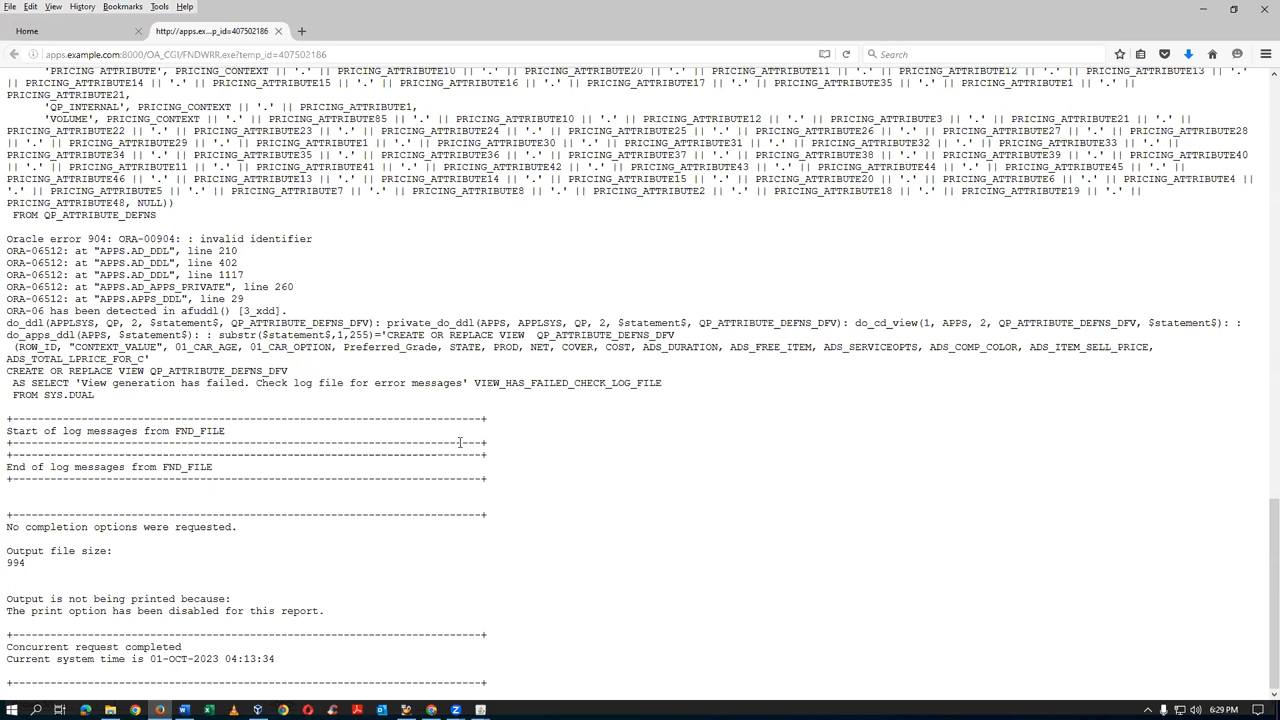 File Edit View History Bookmarks Tools Help
Home
http://apps.ex...p_id=407502186
apps.example.com:8000/OA_CGI/FNDWRR.exe?temp_id=407502186
Search
'PRICING ATTRIBUTE', PRICING_CONTEXT || '.' || PRICING_ATTRIBUTE10 || '.' || PRICING_ATTRIBUTE20 || '.' || PRICING_ATTRIBUTE11 || '.' || PRICING_ATTRIBUTE12 || '.' || PRICING_ATTRIBUTE13 || '.'
|| PRICING_ATTRIBUTE14 || '.' || PRICING_ATTRIBUTE15 || '.' || PRICING_ATTRIBUTE16 || '.' || PRICING_ATTRIBUTE35 || '.' || PRICING_ATTRIBUTE17 || '.' || PRICING_ATTRIBUTE1 || '.' ||
PRICING_ATTRIBUTE21,
'QP_INTERNAL', PRICING_CONTEXT || '.' || PRICING_ATTRIBUTE1,
'VOLUME', PRICING_CONTEXT || '.' || PRICING_ATTRIBUTE85 || '.' || PRICING_ATTRIBUTE10 || '.' || PRICING_ATTRIBUTE12 || '.' || PRICING_ATTRIBUTE3 || '.' || PRICING_ATTRIBUTE21 || '.' ||
PRICING_ATTRIBUTE22 || '.' || PRICING_ATTRIBUTE23 || '.' || PRICING_ATTRIBUTE24 || '.' || PRICING_ATTRIBUTE25 || '.' || PRICING_ATTRIBUTE26 || '.' || PRICING_ATTRIBUTE27 || '.' || PRICING_ATTRIBUTE28
|| '.' || PRICING_ATTRIBUTE29 || '.' || PRICING_ATTRIBUTE1 || '.' || PRICING_ATTRIBUTE30 || '.' || PRICING_ATTRIBUTE31 || '.' || PRICING_ATTRIBUTE32 || '.' || PRICING_ATTRIBUTE33 || '.' ||
PRICING_ATTRIBUTE34 || '.' || PRICING_ATTRIBUTE35 || '.' || PRICING_ATTRIBUTE36 || '.' || PRICING_ATTRIBUTE37 || '.' || PRICING_ATTRIBUTE38 || '.' || PRICING_ATTRIBUTE39 || '.' || PRICING_ATTRIBUTE40
|| '.' || PRICING_ATTRIBUTE11 || '.' || PRICING_ATTRIBUTE41 || '.' || PRICING_ATTRIBUTE42 || '.' || PRICING_ATTRIBUTE43 || '.' || PRICING_ATTRIBUTE44 || '.' || PRICING_ATTRIBUTE45 || '.' ||
PRICING_ATTRIBUTE46 || '.' || PRICING_ATTRIBUTE13 || '.' || PRICING_ATTRIBUTE14 || '.' || PRICING_ATTRIBUTE15 || '.' || PRICING_ATTRIBUTE20 || '.' || PRICING_ATTRIBUTE6 || '.' || PRICING_ATTRIBUTE4 ||
'.' || PRICING_ATTRIBUTE5 || '.' || PRICING_ATTRIBUTE7 || '.' || PRICING_ATTRIBUTE8 || '.' || PRICING_ATTRIBUTE2 || '.' || PRICING_ATTRIBUTE18 || '.' || PRICING_ATTRIBUTE19 || '.' ||
PRICING_ATTRIBUTE48, NULL))
FROM QP_ATTRIBUTE_DEFNS
Oracle error 904: ORA-00904: : invalid identifier
ORA-06512: at "APPS.AD_DDL", line 210
ORA-06512: at "APPS.AD_DDL", line 402
ORA-06512: at "APPS.AD_DDL", line 1117
ORA-06512: at "APPS.AD_APPS_PRIVATE", line 260
ORA-06512: at "APPS.APPS_DDL", line 29
ORA-06 has been detected in afuddl() [3_xdd].
do_ddl(APPLSYS, QP, 2, $statement$, QP_ATTRIBUTE_DEFNS_DFV): private_do_ddl(APPS, APPLSYS, QP, 2, $statement$, QP_ATTRIBUTE_DEFNS_DFV): do_cd_view(1, APPS, 2, QP_ATTRIBUTE_DEFNS_DFV, $statement$): :
do_apps_ddl(APPS, $statement$): : substr($statement$,1,255)='CREATE OR REPLACE VIEW QP_ATTRIBUTE_DEFNS_DFV
(ROW_ID, "CONTEXT_VALUE", 01_CAR_AGE, 01_CAR_OPTION, Preferred_Grade, STATE, PROD, NET, COVER, COST, ADS_DURATION, ADS_FREE_ITEM, ADS_SERVICEOPTS, ADS_COMP_COLOR, ADS_ITEM_SELL_PRICE,
ADS_TOTAL_LPRICE_FOR_C'
CREATE OR REPLACE VIEW QP_ATTRIBUTE_DEFNS_DFV
AS SELECT 'View generation has failed. Check log file for error messages' VIEW_HAS_FAILED_CHECK_LOG_FILE
FROM SYS.DUAL
+---------------------------------------------------------------------------+
Start of log messages from FND_FILE
+---------------------------------------------------------------------------+
+---------------------------------------------------------------------------+
End of log messages from FND_FILE
+---------------------------------------------------------------------------+
+---------------------------------------------------------------------------+
No completion options were requested.
Output file size:
994
Output is not being printed because:
The print option has been disabled for this report.
+---------------------------------------------------------------------------+
Concurrent request completed
Current system time is 01-OCT-2023 04:13:34
+---------------------------------------------------------------------------+
6:29 PM